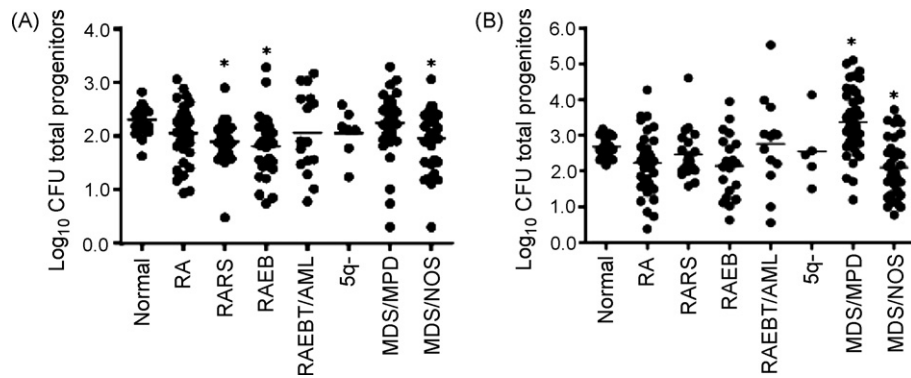 (A)
Log10 CFU total progenitors
4.0
3.0
2.0
1.0
0.0
* * *
Normal
RA
RARS
RAEB
RAEBT/AML
5q-
MDS/MPD
MDS/NOS
(B)
Log10 CFU total progenitors
6.0
5.0
4.0
3.0
2.0
1.0
0.0
* *
Normal
RA
RARS
RAEB
RAEBT/AML
5q-
MDS/MPD
MDS/NOS